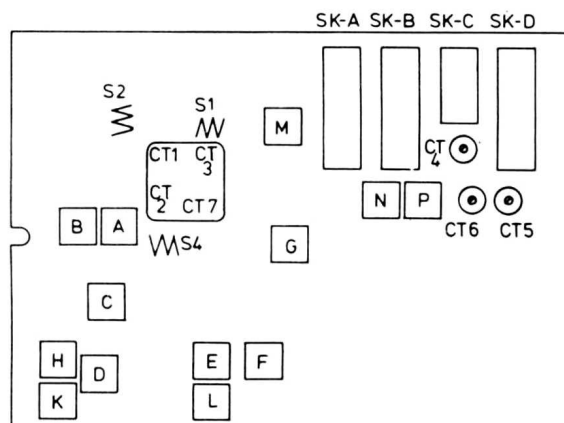 SK-A SK-B SK-C SK-D
S2
S1
M
CT1 CT
3
CT
4
CT
2 CT7
N P
B A
S4
CT6 CT5
G
C
H
D
E F
K
L